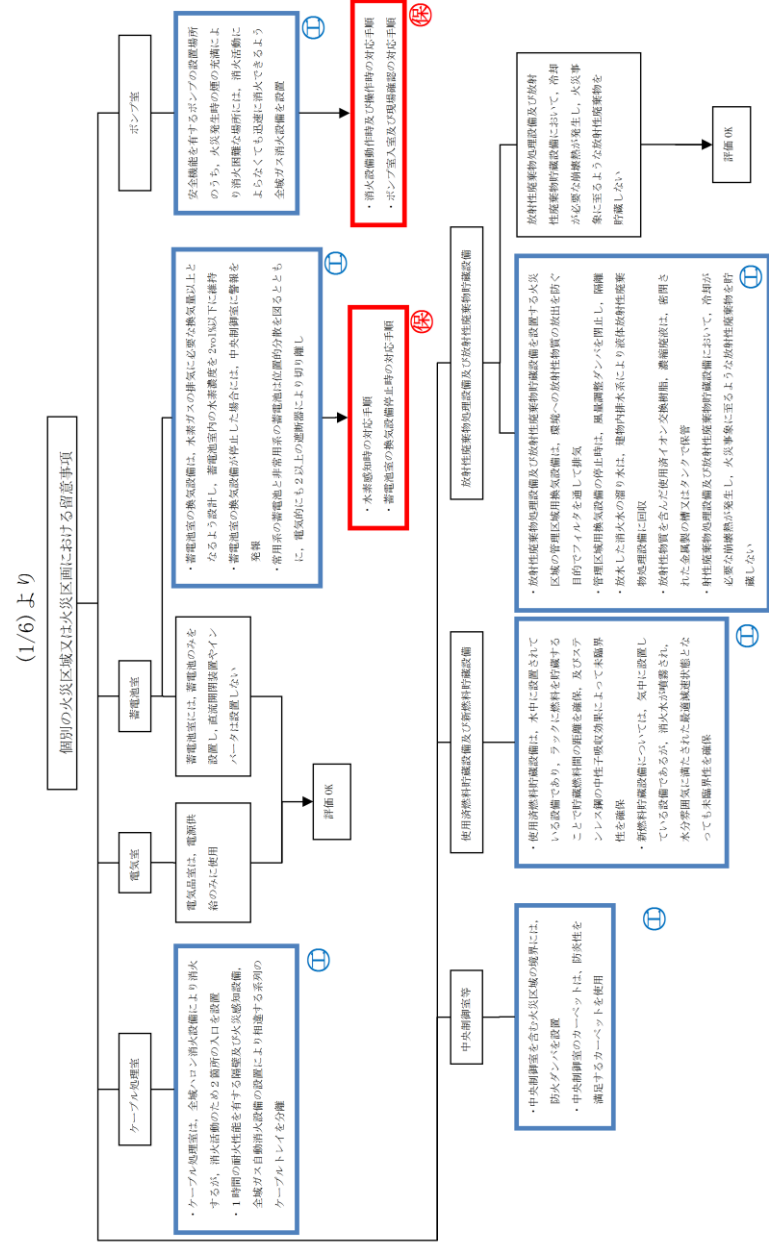 (1/6)より
個別の火災区域又は火災区画における留意事項
ケーブル処理室
・ケーブル処理室は，全域ハロン消火設備により消火
するが，消火活動のため2箇所の入口を設置
・1時間の耐火性能を有する隔壁及び火災感知設備，
全域ガス自動消火設備の設置により相違する系列の
ケーブルトレイを分離
工
電気室
電気品室は，電源供
給のみに使用
蓄電池室
蓄電池室には，蓄電池のみを
設置し，直流開閉装置やイン
バータは設置しない
評価OK
・蓄電池室の換気設備は，水素ガスの排気に必要な換気量以上と
なるよう設計し，蓄電池室内の水素濃度を2vol%以下に維持
・蓄電池室の換気設備が停止した場合には，中央制御室に警報を
発報
・常用系の蓄電池と非常用系の蓄電池は位置的分散を図るととも
に，電気的にも2以上の遮断器により切り離し
工
・水素感知時の対応手順
・蓄電池室の換気設備停止時の対応手順
保
ポンプ室
安全機能を有するポンプの設置場所
のうち，火災発生時の煙の充満によ
り消火困難な場所には，消火活動に
よらなくても迅速に消火できるよう
全域ガス消火設備を設置
工
・消火設備動作時及び操作時の対応手順
・ポンプ室入室及び現場確認の対応手順
保
中央制御室等
・中央制御室を含む火災区域の境界には，
防火ダンパを設置
・中央制御室のカーペットは、防炎性を
満足するカーペットを使用
工
使用済燃料貯蔵設備及び新燃料貯蔵設備
・使用済燃料貯蔵設備は，水中に設置されて
いる設備であり，ラックに燃料を貯蔵する
ことで貯蔵燃料間の距離を確保，及びステ
ンレス鋼の中性子吸収効果によって未臨界
性を確保
・新燃料貯蔵設備については，気中に設置し
ている設備であるが，消火水が噴霧され，
水分雰囲気に満たされた最適減速状態とな
っても未臨界性を確保
工
放射性廃棄物処理設備及び放射性廃棄物貯蔵設備
・放射性廃棄物処理設備及び放射性廃棄物貯蔵設備を設置する火災
区域の管理区域用換気設備は，環境への放射性物質の放出を防ぐ
目的でフィルタを通して排気
・管理区域用換気設備の停止時は，風量調整ダンパを閉止し，隔離
・放水した消火水の溜り水は，建物内排水系により液体放射性廃棄
物処理設備に回収
・放射性物質を含んだ使用済イオン交換樹脂，濃縮廃液は，密閉さ
れた金属製の槽又はタンクで保管
・射性廃棄物処理設備及び放射性廃棄物貯蔵設備において，冷却が
必要な崩壊熱が発生し，火災事象に至るような放射性廃棄物を貯
蔵しない
工
放射性廃棄物処理設備及び放射
性廃棄物貯蔵設備において，冷却
が必要な崩壊熱が発生し，火災事
象に至るような放射性廃棄物を
貯蔵しない
評価OK